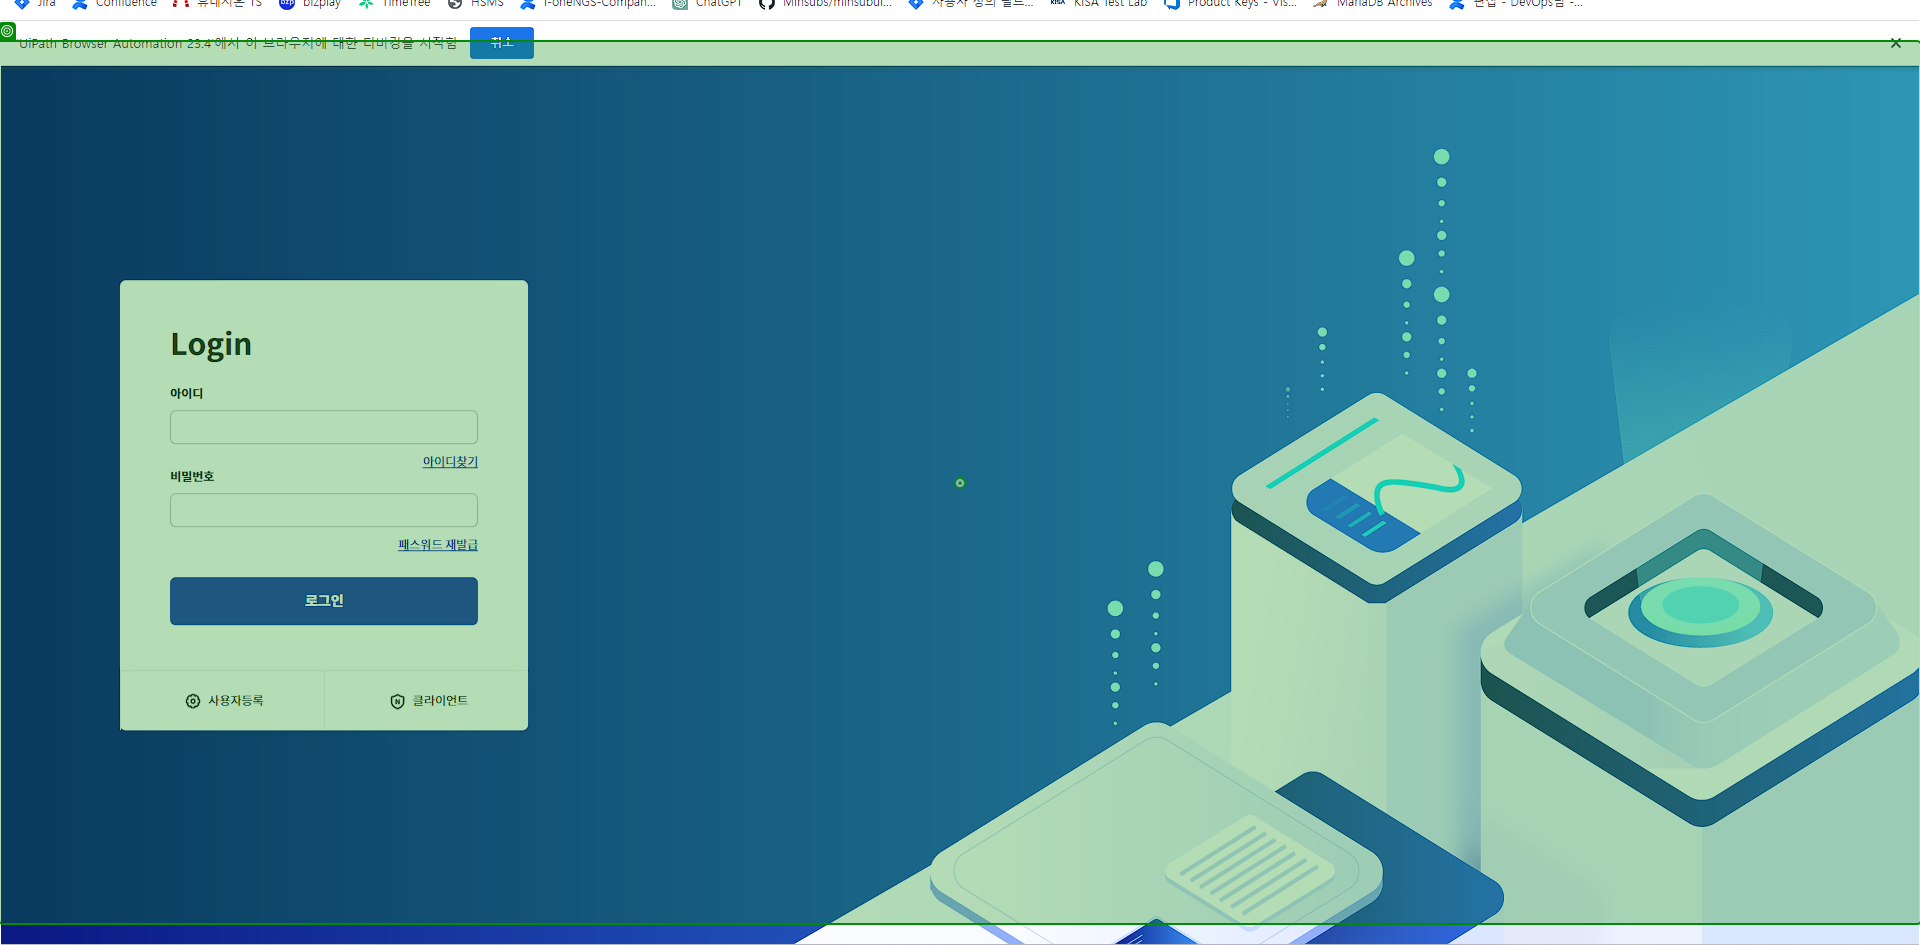 Jira Confluence 휴네시온 TS bizplay TimeTree HSMS i-oneNGS-Compan... ChatGPT Minsubs/minsubui... 사용자 정의 필드... KISA Test Lab Product Keys - Vis... MariaDB Archives 편집 - DevOps팀 -...
'UiPath Browser Automation 23.4'에서 이 브라우저에 대한 디버깅을 시작함 취소
Login
아이디
아이디찾기
비밀번호
패스워드 재발급
로그인
사용자등록 클라이언트